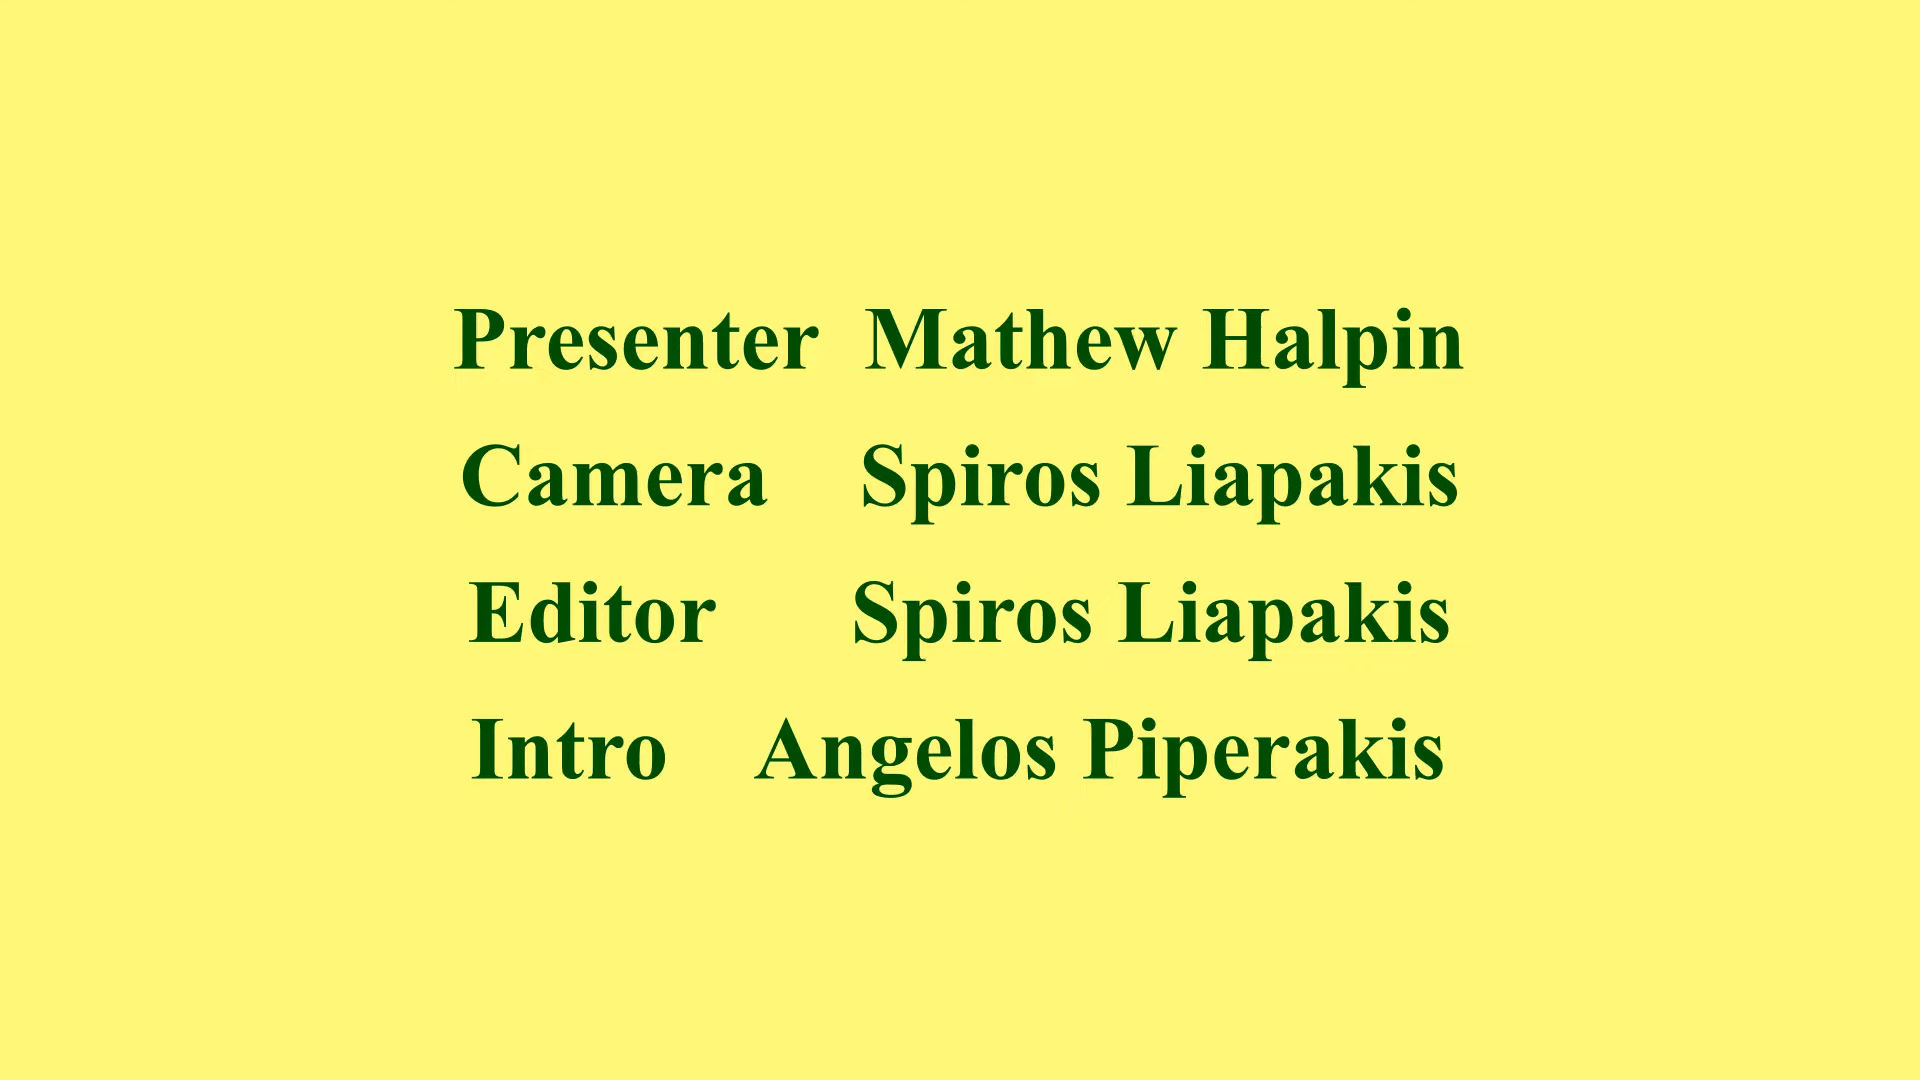 Presenter Mathew Halpin
Camera Spiros Liapakis
Editor Spiros Liapakis
Intro Angelos Piperakis